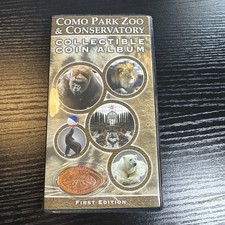 COMO PARK ZOO
& CONSERVATORY
COLLECTIBLE
COIN ALBUM
FIRST EDITION